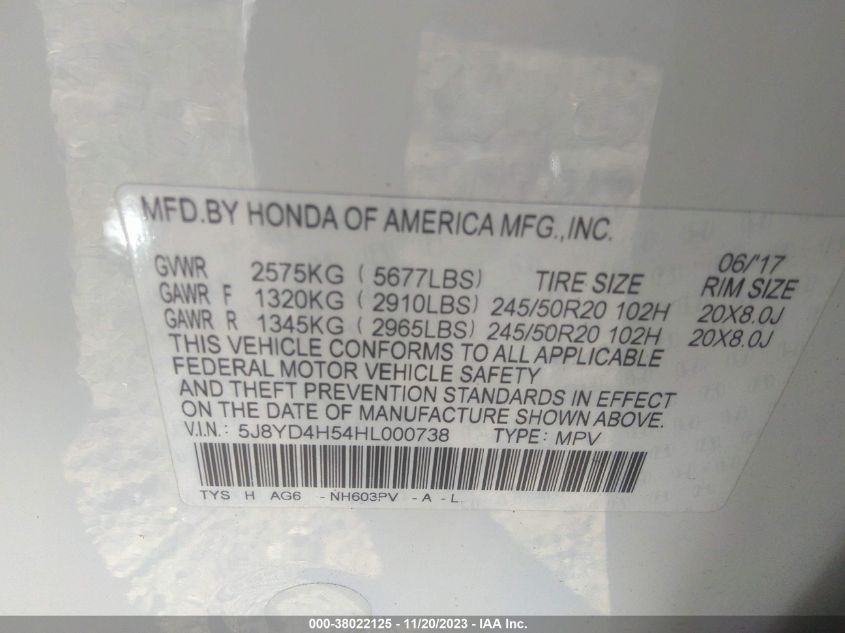 MFD.BY HONDA OF AMERICA MFG.,INC.
06/'17
GVWR 2575KG ( 5677LBS) TIRE SIZE RIM SIZE
GAWR F 1320KG ( 2910LBS) 245/50R20 102H 20X8.0J
GAWR R 1345KG ( 2965LBS) 245/50R20 102H 20X8.0J
THIS VEHICLE CONFORMS TO ALL APPLICABLE
FEDERAL MOTOR VEHICLE SAFETY
AND THEFT PREVENTION STANDARDS IN EFFECT
ON THE DATE OF MANUFACTURE SHOWN ABOVE.
V.I.N.: 5J8YD4H54HL000738 TYPE: MPV
TYS H AG6 -NH603PV -A -L
000-38022125 - 11/20/2023 - IAA Inc.